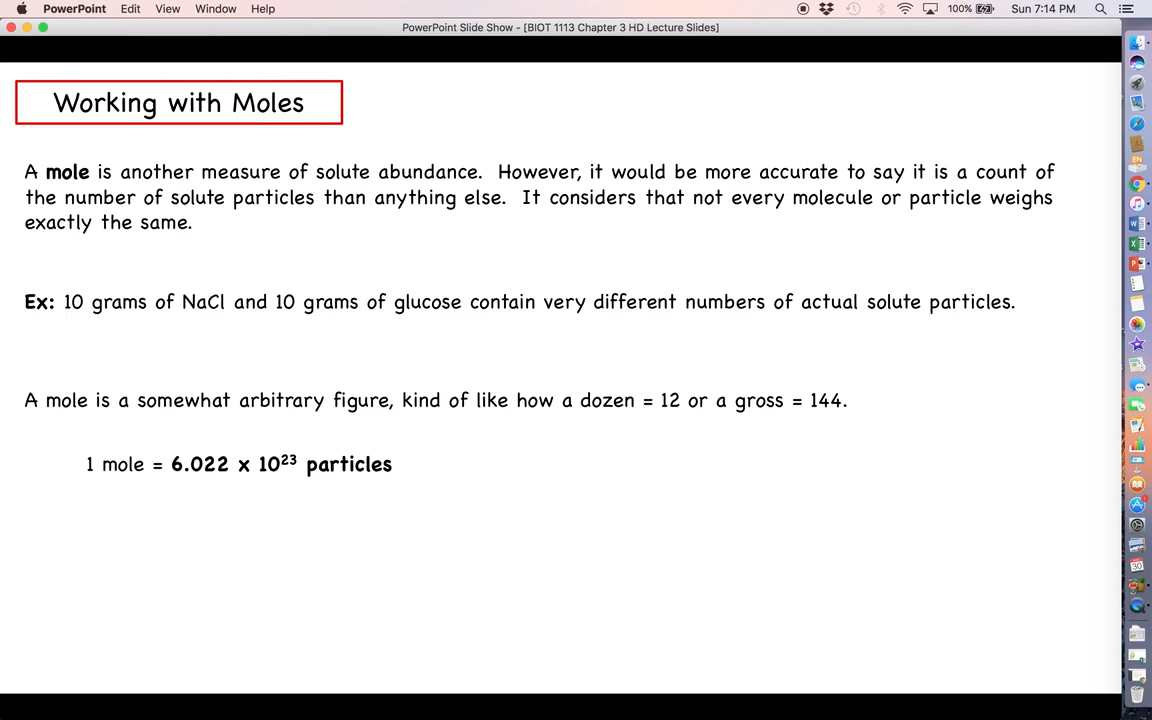 PowerPoint Edit View Window Help 100% Sun 7:14 PM
PowerPoint Slide Show - [BIOT 1113 Chapter 3 HD Lecture Slides]
Working with Moles
A mole is another measure of solute abundance. However, it would be more accurate to say it is a count of
the number of solute particles than anything else. It considers that not every molecule or particle weighs
exactly the same.
Ex: 10 grams of NaCl and 10 grams of glucose contain very different numbers of actual solute particles.
A mole is a somewhat arbitrary figure, kind of like how a dozen = 12 or a gross = 144.
1 mole = 6.022 x 10²³ particles